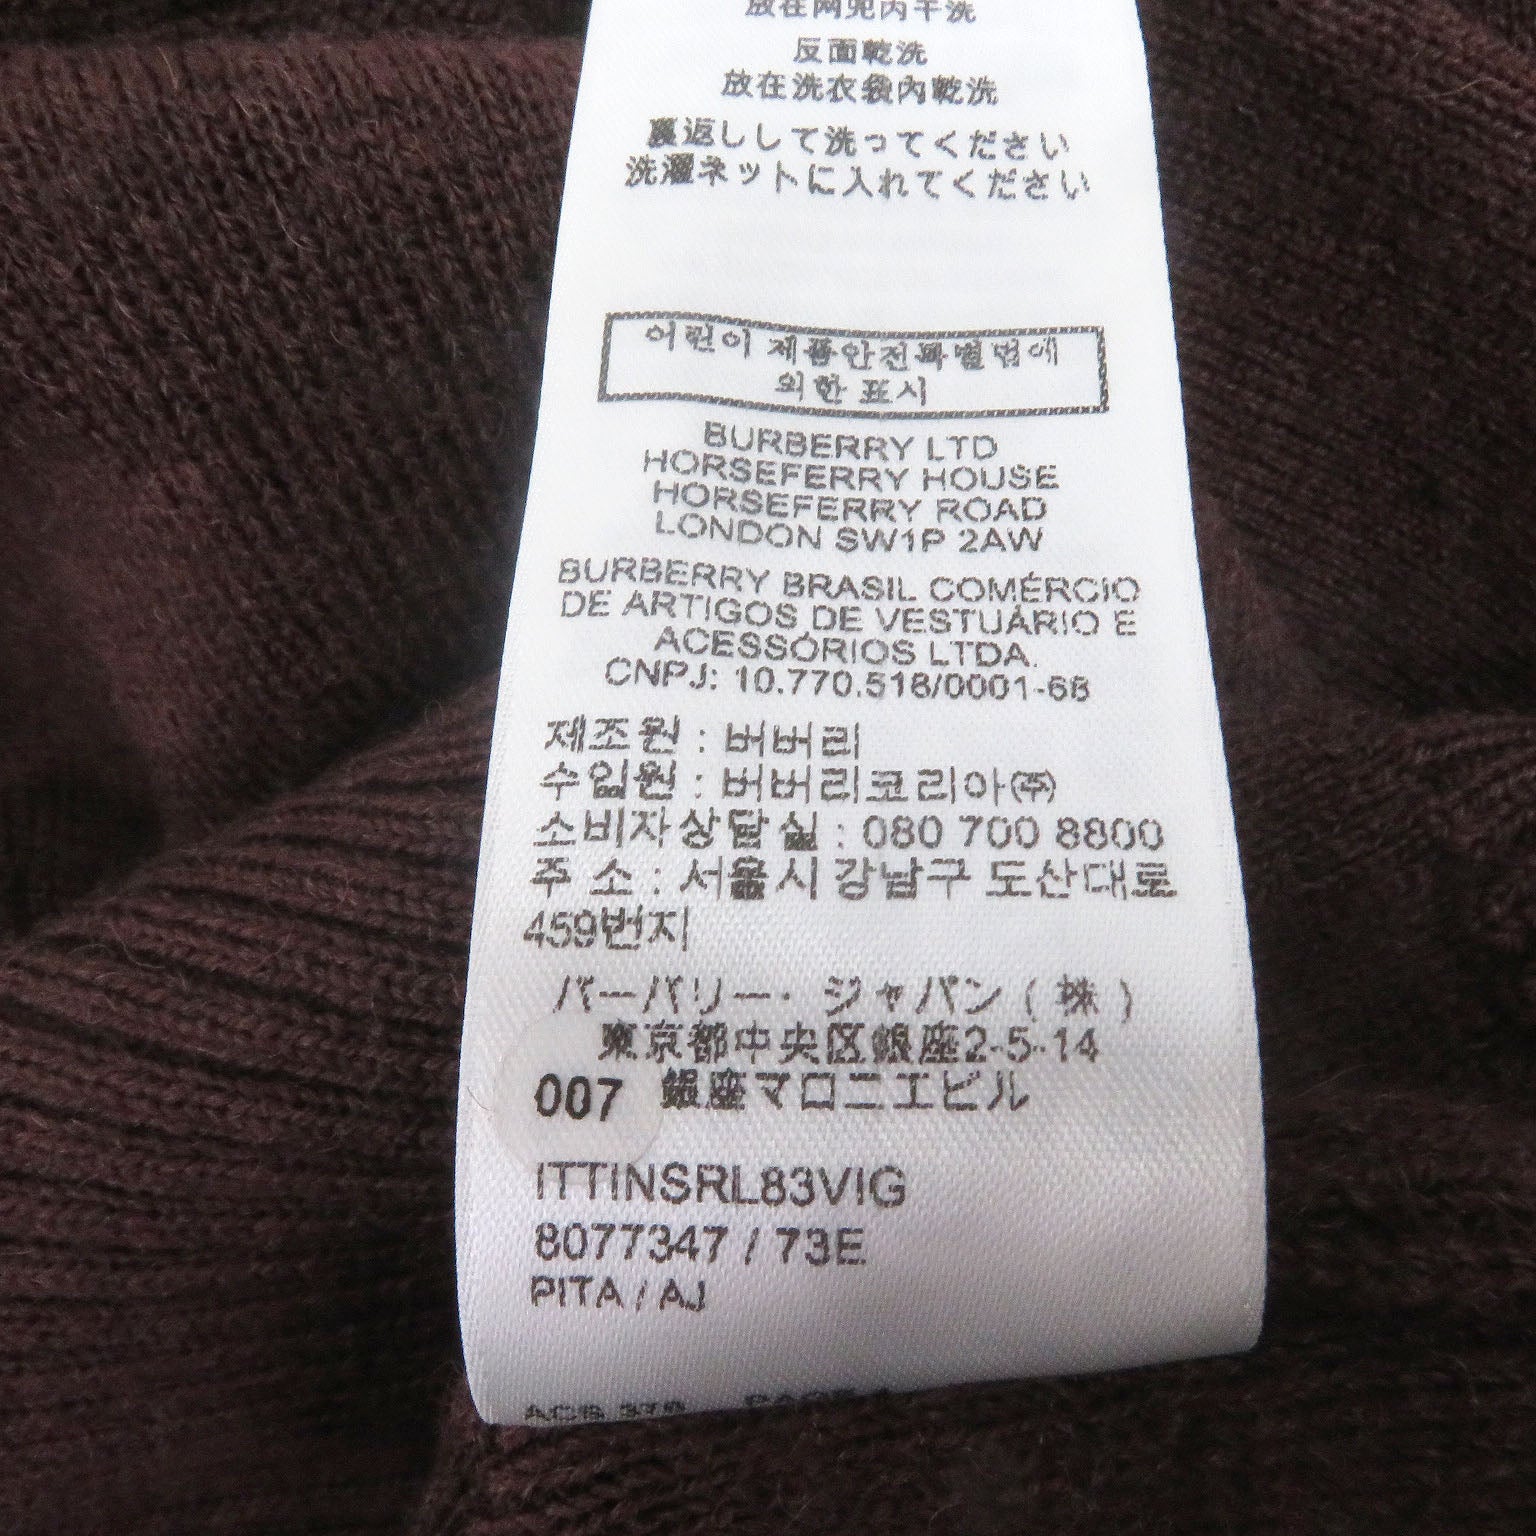 放在网兜内干洗
反面乾洗
放在洗衣袋內乾洗
裏返しして洗ってください
洗濯ネットに入れてください
어린이 제품안전특별법에
의한 표시
BURBERRY LTD
HORSEFERRY HOUSE
HORSEFERRY ROAD
LONDON SW1P 2AW
BURBERRY BRASIL COMÉRCIO
DE ARTIGOS DE VESTUÁRIO E
ACESSÓRIOS LTDA.
CNPJ: 10.770.518/0001-68
제조원 : 버버리
수입원 : 버버리코리아㈜
소비자상담실 : 080 700 8800
주 소 : 서울시 강남구 도산대로
459번지
バーバリー・ジャパン ( 株 )
東京都中央区銀座2-5-14
007 銀座マロニエビル
ITTINSRL83VIG
8077347 / 73E
PITA / AJ